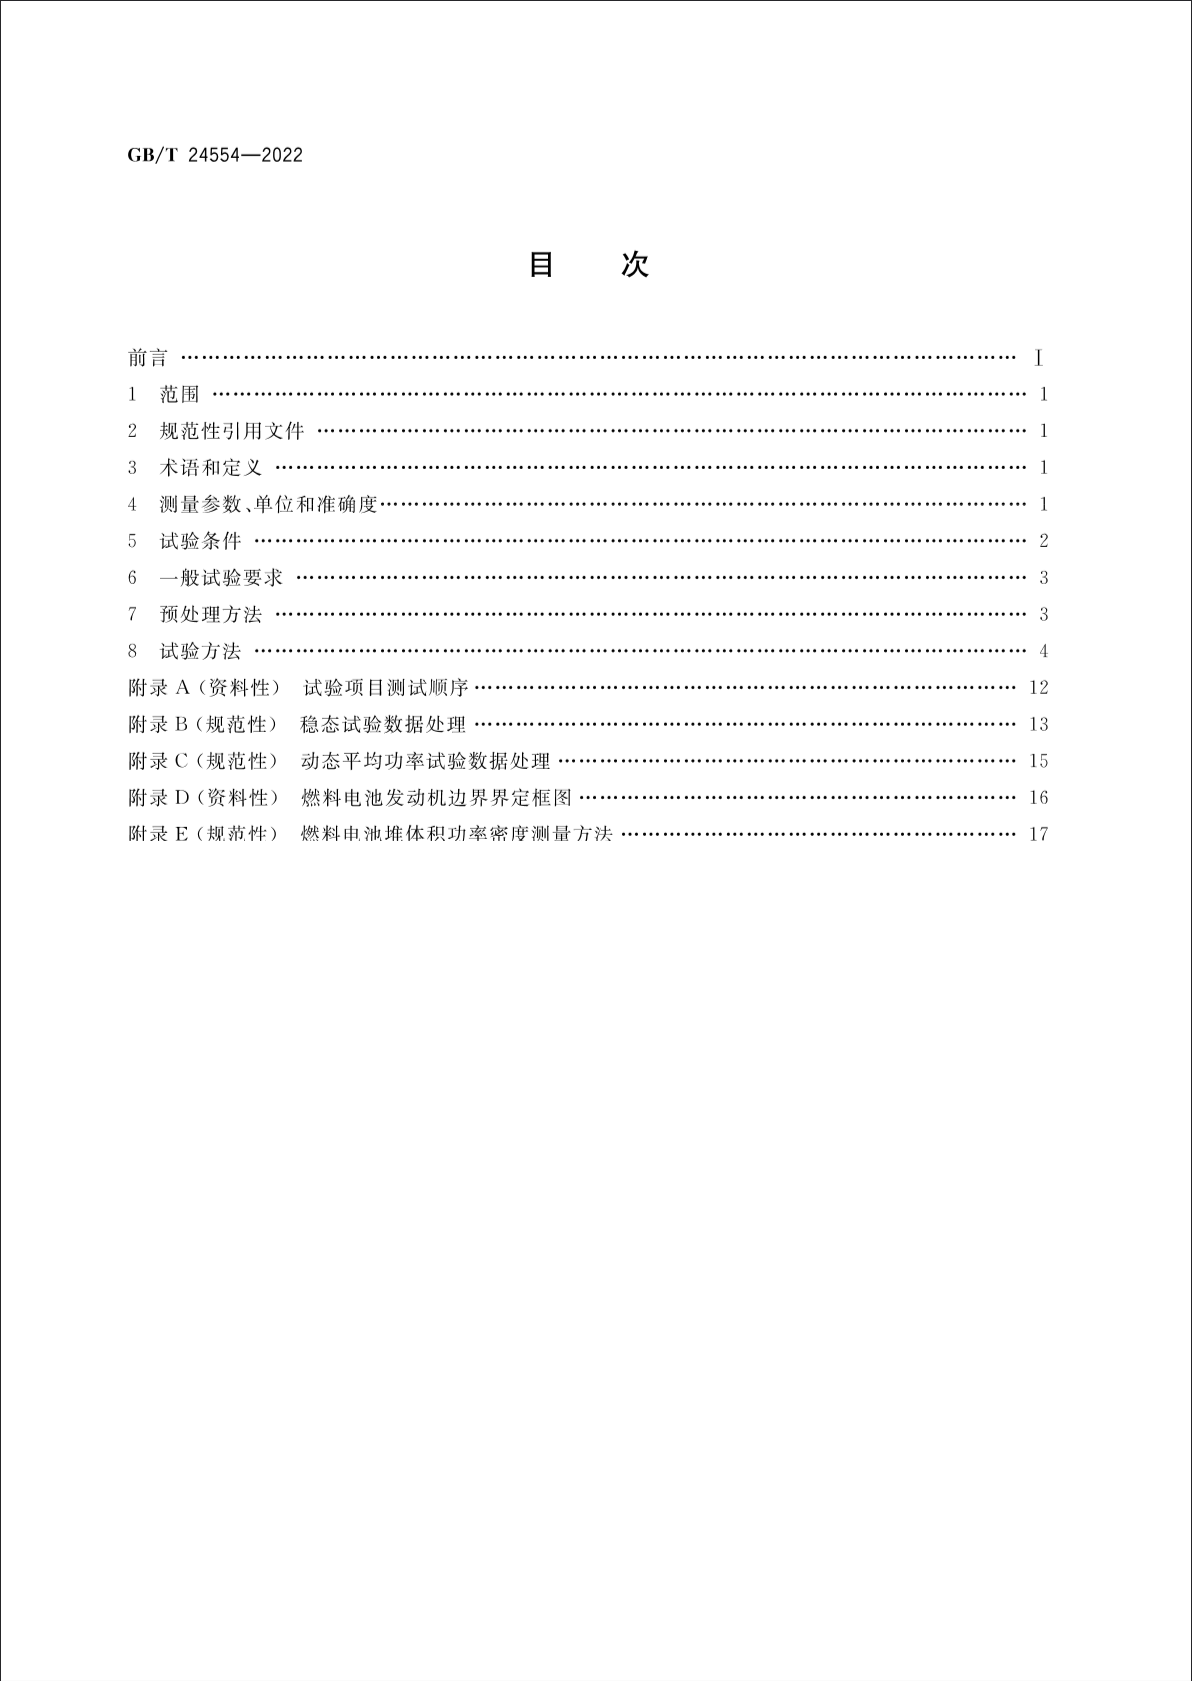 GB/T 24554—2022
目 次
前言 ………………………………………………………………………………………………………… Ⅰ
1 范围 ……………………………………………………………………………………………………… 1
2 规范性引用文件 ………………………………………………………………………………………… 1
3 术语和定义 ……………………………………………………………………………………………… 1
4 测量参数、单位和准确度………………………………………………………………………………… 1
5 试验条件 ………………………………………………………………………………………………… 2
6 一般试验要求 …………………………………………………………………………………………… 3
7 预处理方法 ……………………………………………………………………………………………… 3
8 试验方法 ………………………………………………………………………………………………… 4
附录 A（资料性） 试验项目测试顺序 …………………………………………………………………… 12
附录 B（规范性） 稳态试验数据处理 …………………………………………………………………… 13
附录 C（规范性） 动态平均功率试验数据处理 ………………………………………………………… 15
附录 D（资料性） 燃料电池发动机边界界定框图 ……………………………………………………… 16
附录 E（规范性） 燃料电池堆体积功率密度测量方法 ………………………………………………… 17